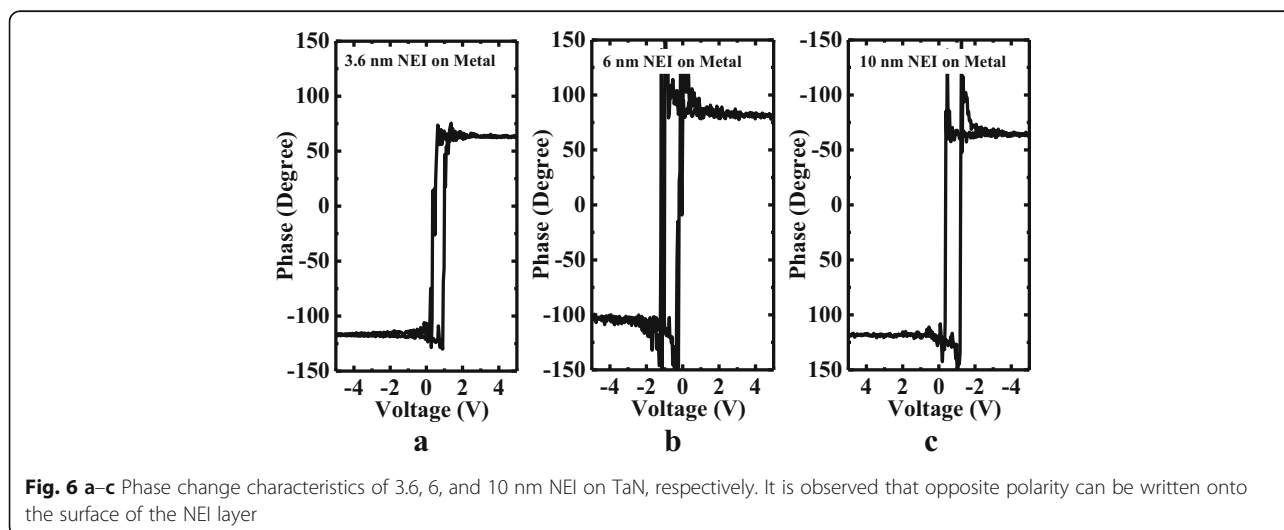 150
100
50
0
-50
-100
-150
Phase (Degree)
3.6 nm NEI on Metal
-4 -2 0 2 4
Voltage (V)
a
150
100
50
0
-50
-100
-150
Phase (Degree)
6 nm NEI on Metal
-4 -2 0 2 4
Voltage (V)
b
-150
-100
-50
0
50
100
150
Phase (Degree)
10 nm NEI on Metal
4 2 0 -2 -4
Voltage (V)
c
Fig. 6 a–c Phase change characteristics of 3.6, 6, and 10 nm NEI on TaN, respectively. It is observed that opposite polarity can be written onto
the surface of the NEI layer